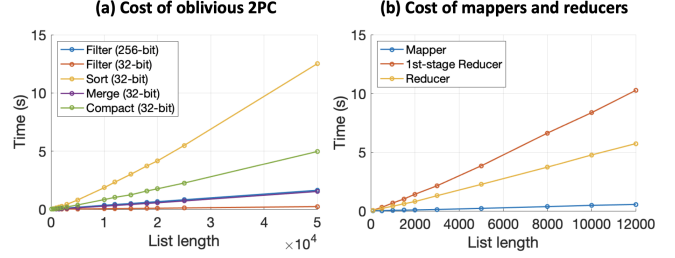 (a) Cost of oblivious 2PC
15
10
5
0
Time (s)
Filter (256-bit)
Filter (32-bit)
Sort (32-bit)
Merge (32-bit)
Compact (32-bit)
0 1 2 3 4 5
List length
×10⁴
(b) Cost of mappers and reducers
15
10
5
0
Time (s)
Mapper
1st-stage Reducer
Reducer
0 2000 4000 6000 8000 10000 12000
List length